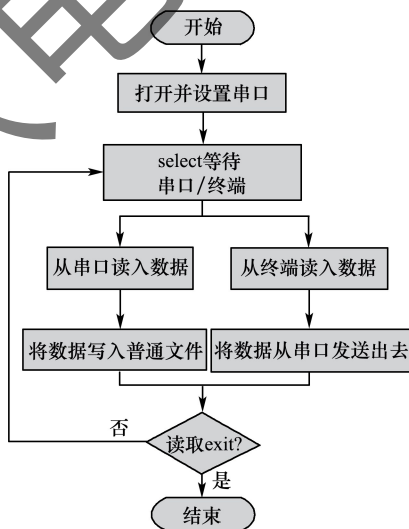 开始
打开并设置串口
select等待
串口/终端
从串口读入数据
从终端读入数据
将数据写入普通文件
将数据从串口发送出去
读取exit?
否
是
结束